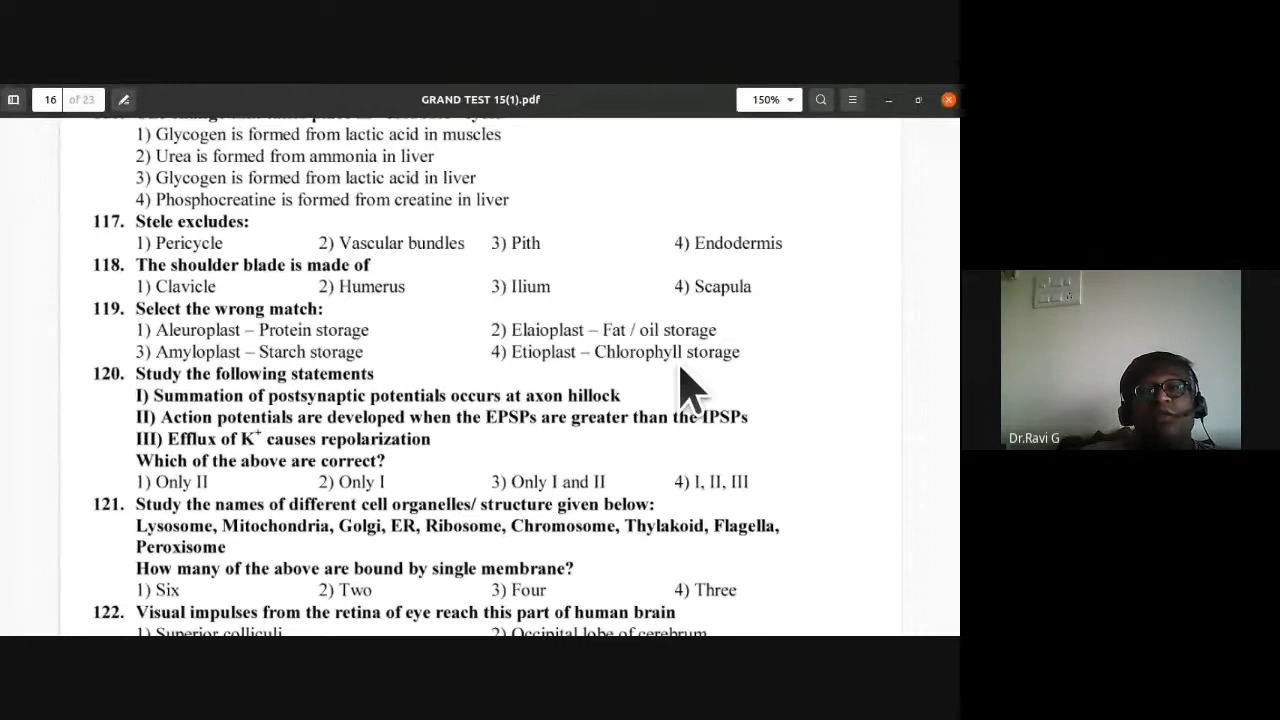 16 of 23
GRAND TEST 15(1).pdf
150%
1) Glycogen is formed from lactic acid in muscles
2) Urea is formed from ammonia in liver
3) Glycogen is formed from lactic acid in liver
4) Phosphocreatine is formed from creatine in liver
117. Stele excludes:
1) Pericycle 2) Vascular bundles 3) Pith 4) Endodermis
118. The shoulder blade is made of
1) Clavicle 2) Humerus 3) Ilium 4) Scapula
119. Select the wrong match:
1) Aleuroplast – Protein storage 2) Elaioplast – Fat / oil storage
3) Amyloplast – Starch storage 4) Etioplast – Chlorophyll storage
120. Study the following statements
I) Summation of postsynaptic potentials occurs at axon hillock
II) Action potentials are developed when the EPSPs are greater than the IPSPs
III) Efflux of K+ causes repolarization
Which of the above are correct?
1) Only II 2) Only I 3) Only I and II 4) I, II, III
121. Study the names of different cell organelles/ structure given below:
Lysosome, Mitochondria, Golgi, ER, Ribosome, Chromosome, Thylakoid, Flagella,
Peroxisome
How many of the above are bound by single membrane?
1) Six 2) Two 3) Four 4) Three
122. Visual impulses from the retina of eye reach this part of human brain
1) Superior colliculi 2) Occipital lobe of cerebrum
Dr.Ravi G